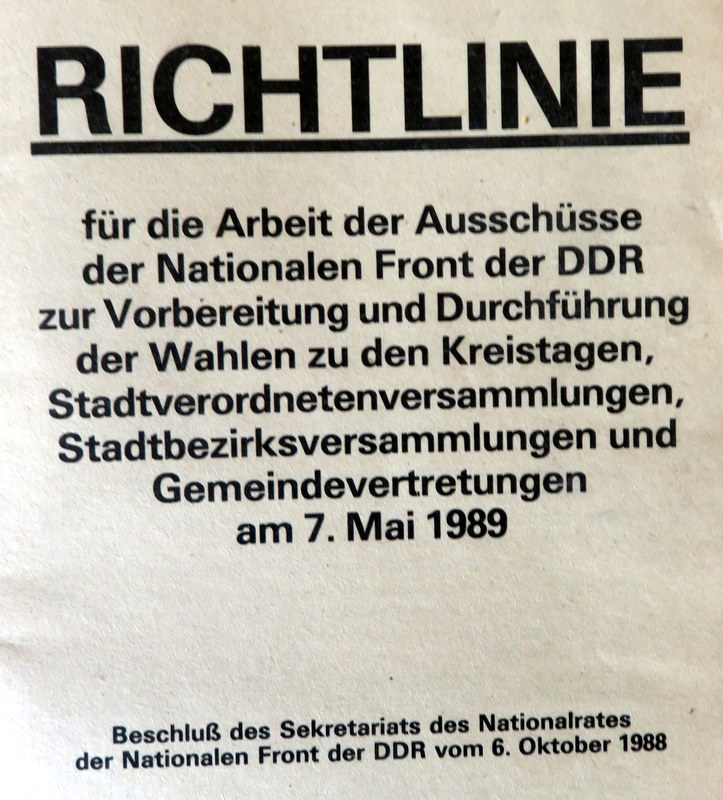 RICHTLINIE
für die Arbeit der Ausschüsse
der Nationalen Front der DDR
zur Vorbereitung und Durchführung
der Wahlen zu den Kreistagen,
Stadtverordnetenversammlungen,
Stadtbezirksversammlungen und
Gemeindevertretungen
am 7. Mai 1989
Beschluß des Sekretariats des Nationalrates
der Nationalen Front der DDR vom 6. Oktober 1988